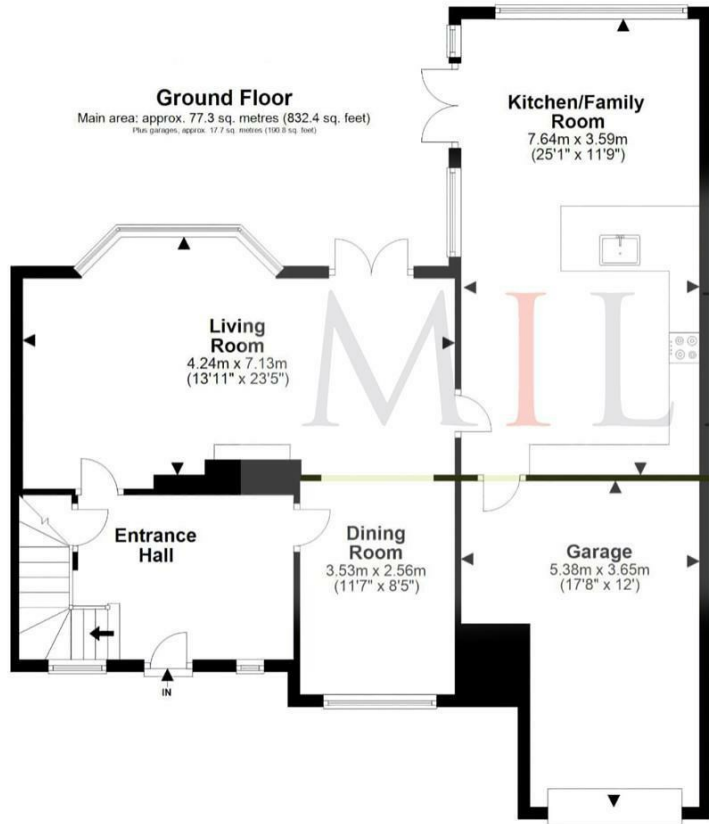 Ground Floor
Main area: approx. 77.3 sq. metres (832.4 sq. feet)
Plus garages, approx. 17.7 sq. metres (190.8 sq. feet)
Kitchen/Family
Room
7.64m x 3.59m
(25'1" x 11'9")
Living
Room
4.24m x 7.13m
(13'11" x 23'5")
MIL
Entrance
Hall
Dining
Room
3.53m x 2.56m
(11'7" x 8'5")
Garage
5.38m x 3.65m
(17'8" x 12')
IN